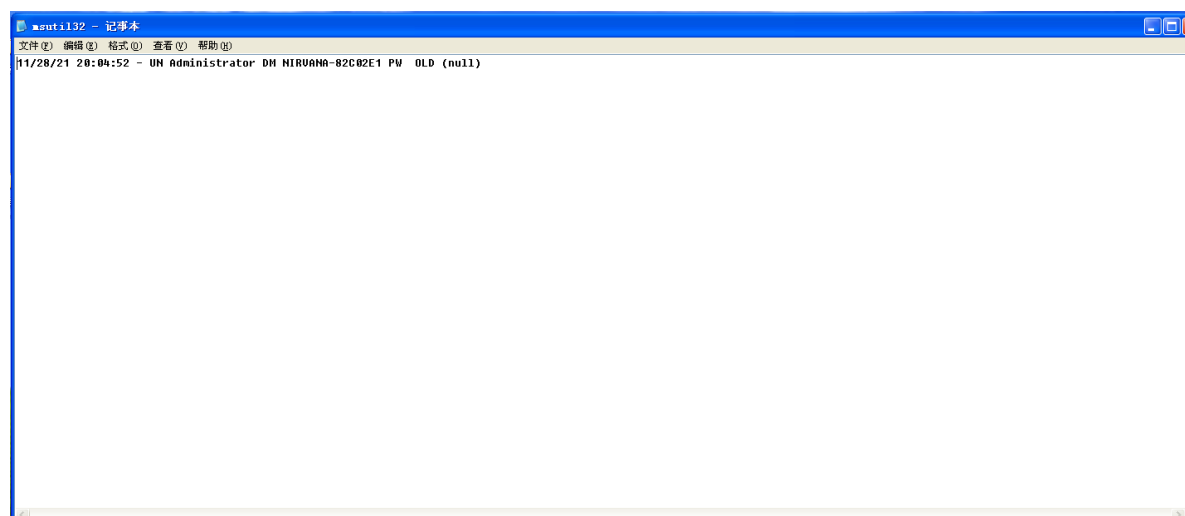 msutil32 - 记事本
文件(F) 编辑(E) 格式(O) 查看(V) 帮助(H)
11/28/21 20:04:52 - UN Administrator DM NIRVANA-82C02E1 PW  OLD (null)